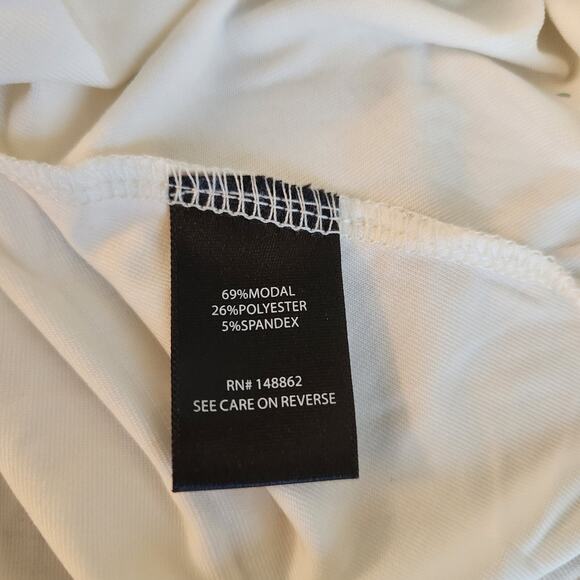 69%MODAL
26%POLYESTER
5%SPANDEX
RN# 148862
SEE CARE ON REVERSE